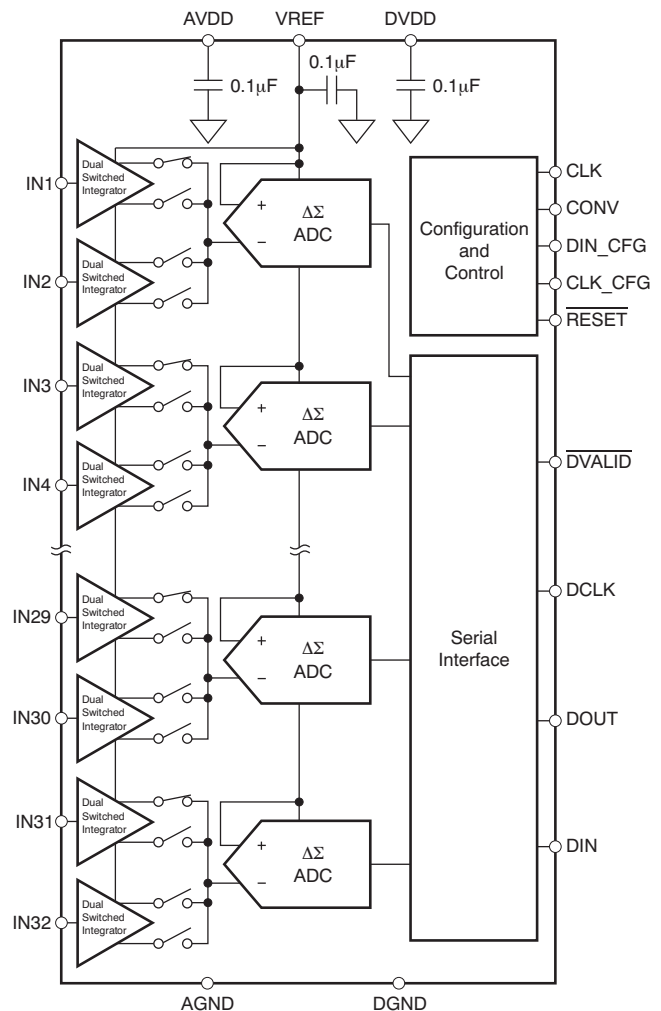 AVDD VREF DVDD
0.1μF
0.1μF
0.1μF
Dual
Switched
Integrator
IN1
Dual
Switched
Integrator
IN2
+
−
ΔΣ
ADC
Configuration
and
Control
CLK
CONV
DIN_CFG
CLK_CFG
RESET
Dual
Switched
Integrator
IN3
Dual
Switched
Integrator
IN4
+
−
ΔΣ
ADC
Dual
Switched
Integrator
IN29
Dual
Switched
Integrator
IN30
+
−
ΔΣ
ADC
Dual
Switched
Integrator
IN31
Dual
Switched
Integrator
IN32
+
−
ΔΣ
ADC
Serial
Interface
DVALID
DCLK
DOUT
DIN
AGND DGND